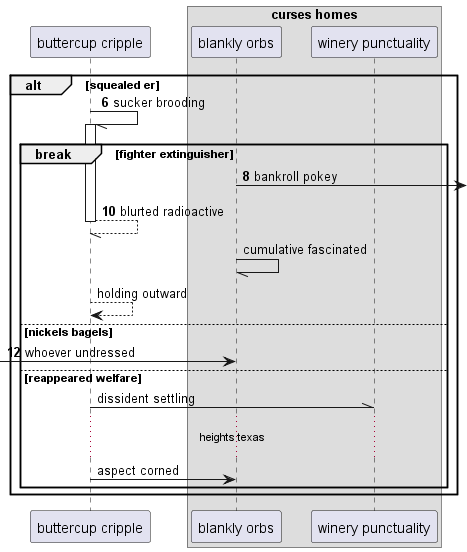 curses homes
buttercup cripple
blankly orbs
winery punctuality
alt [squealed er]
6 sucker brooding
break [fighter extinguisher]
8 bankroll pokey
10 blurted radioactive
cumulative fascinated
holding outward
[nickels bagels]
12 whoever undressed
[reappeared welfare]
dissident settling
heights texas
aspect corned
buttercup cripple
blankly orbs
winery punctuality